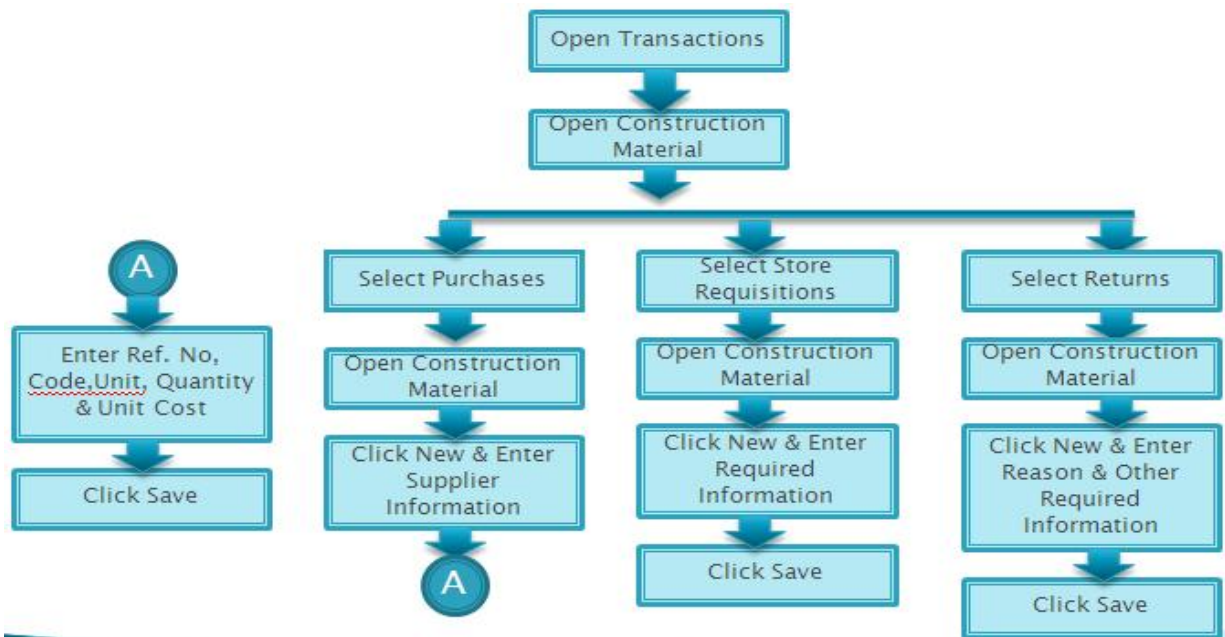 Open Transactions
Open Construction
Material
A
Enter Ref. No,
Code,Unit, Quantity
& Unit Cost
Click Save
Select Purchases
Open Construction
Material
Click New & Enter
Supplier
Information
A
Select Store
Requisitions
Open Construction
Material
Click New & Enter
Required
Information
Click Save
Select Returns
Open Construction
Material
Click New & Enter
Reason & Other
Required
Information
Click Save